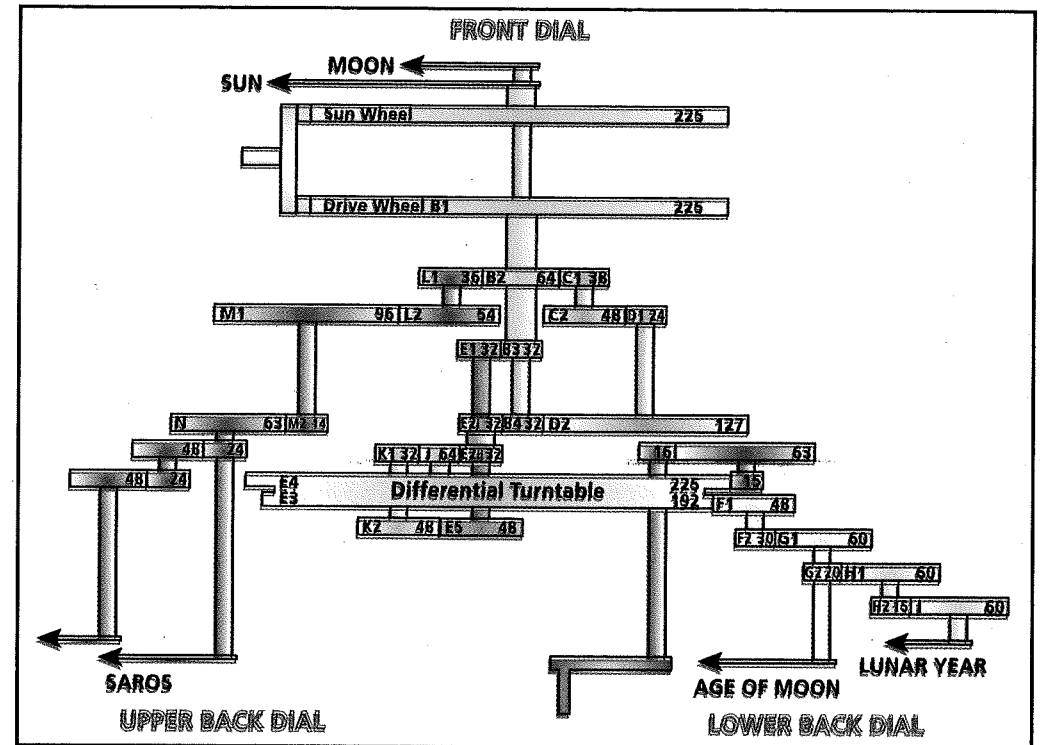 FRONT DIAL
MOON
SUN
Sun Wheel 225
Drive Wheel B1 225
L1 36 B2 64 C1 38
M1 96 L2 54 C2 48 D1 24
E1 32 B3 32
N 63 M2 14 32 B4 32 D2 127
48 24 K1 32 J 64 32 16 63
48 24 E4 Differential Turntable 225 15
E3 192 F1 48
K2 48 E5 48
F2 30 G1 60
G2 20 H1 60
H2 15 I 60
SAROS
AGE OF MOON
LUNAR YEAR
UPPER BACK DIAL
LOWER BACK DIAL